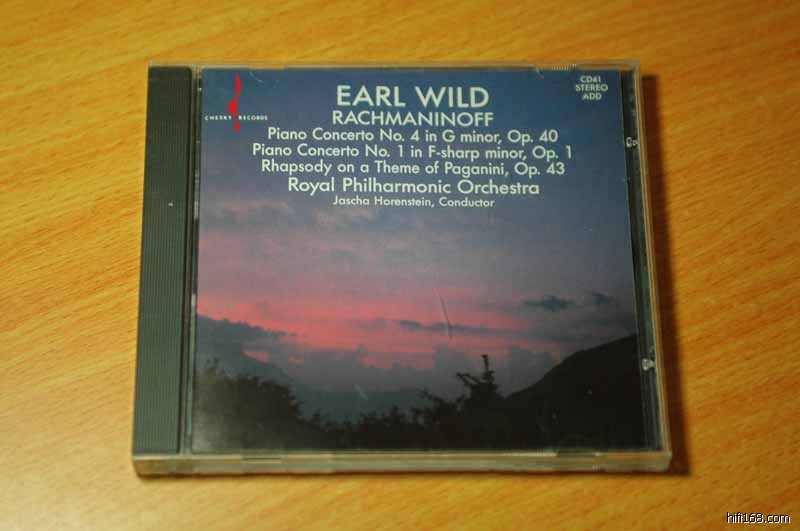 EARL WILD
RACHMANINOFF
Piano Concerto No. 4 in G minor, Op. 40
Piano Concerto No. 1 in F-sharp minor, Op. 1
Rhapsody on a Theme of Paganini, Op. 43
Royal Philharmonic Orchestra
Jascha Horenstein, Conductor
CHESKY RECORDS
CD41
STEREO
ADD
hifi168.com